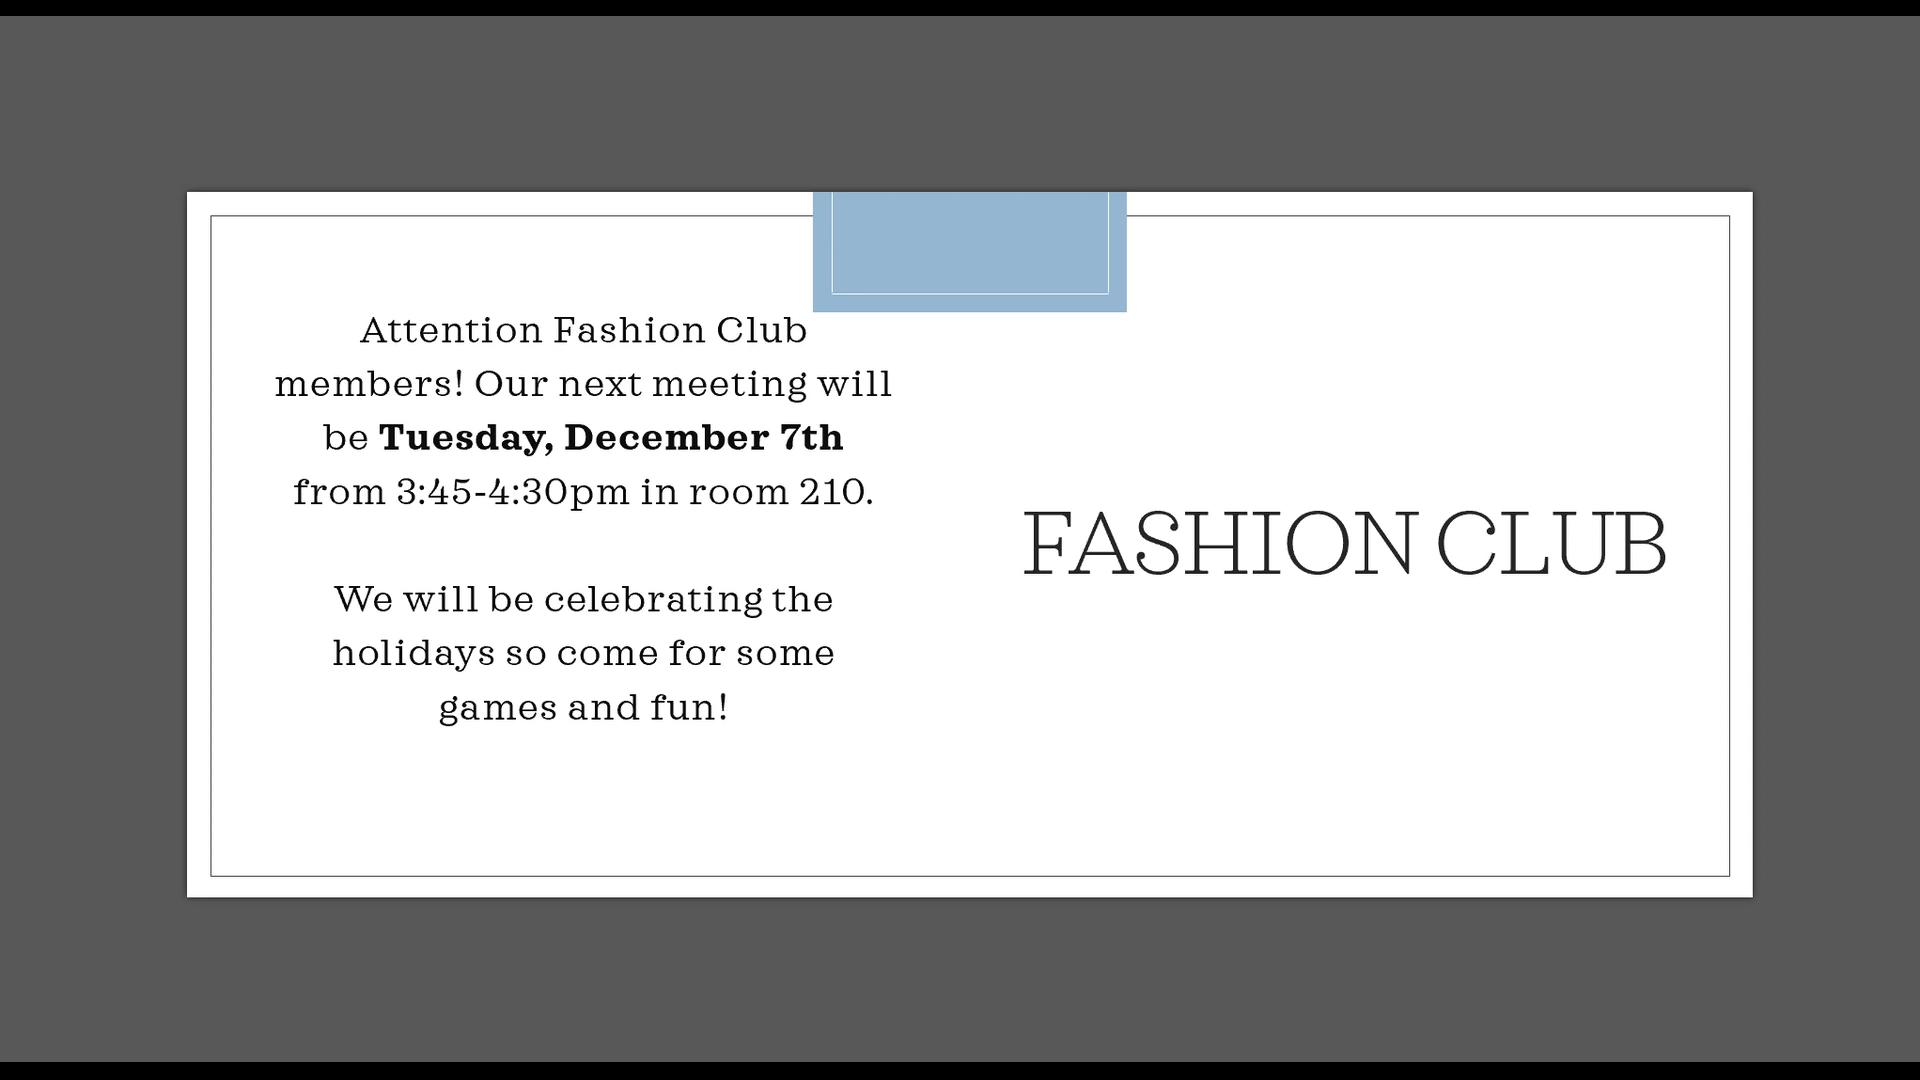 Attention Fashion Club
members! Our next meeting will
be Tuesday, December 7th
from 3:45-4:30pm in room 210.
We will be celebrating the
holidays so come for some
games and fun!
FASHION CLUB